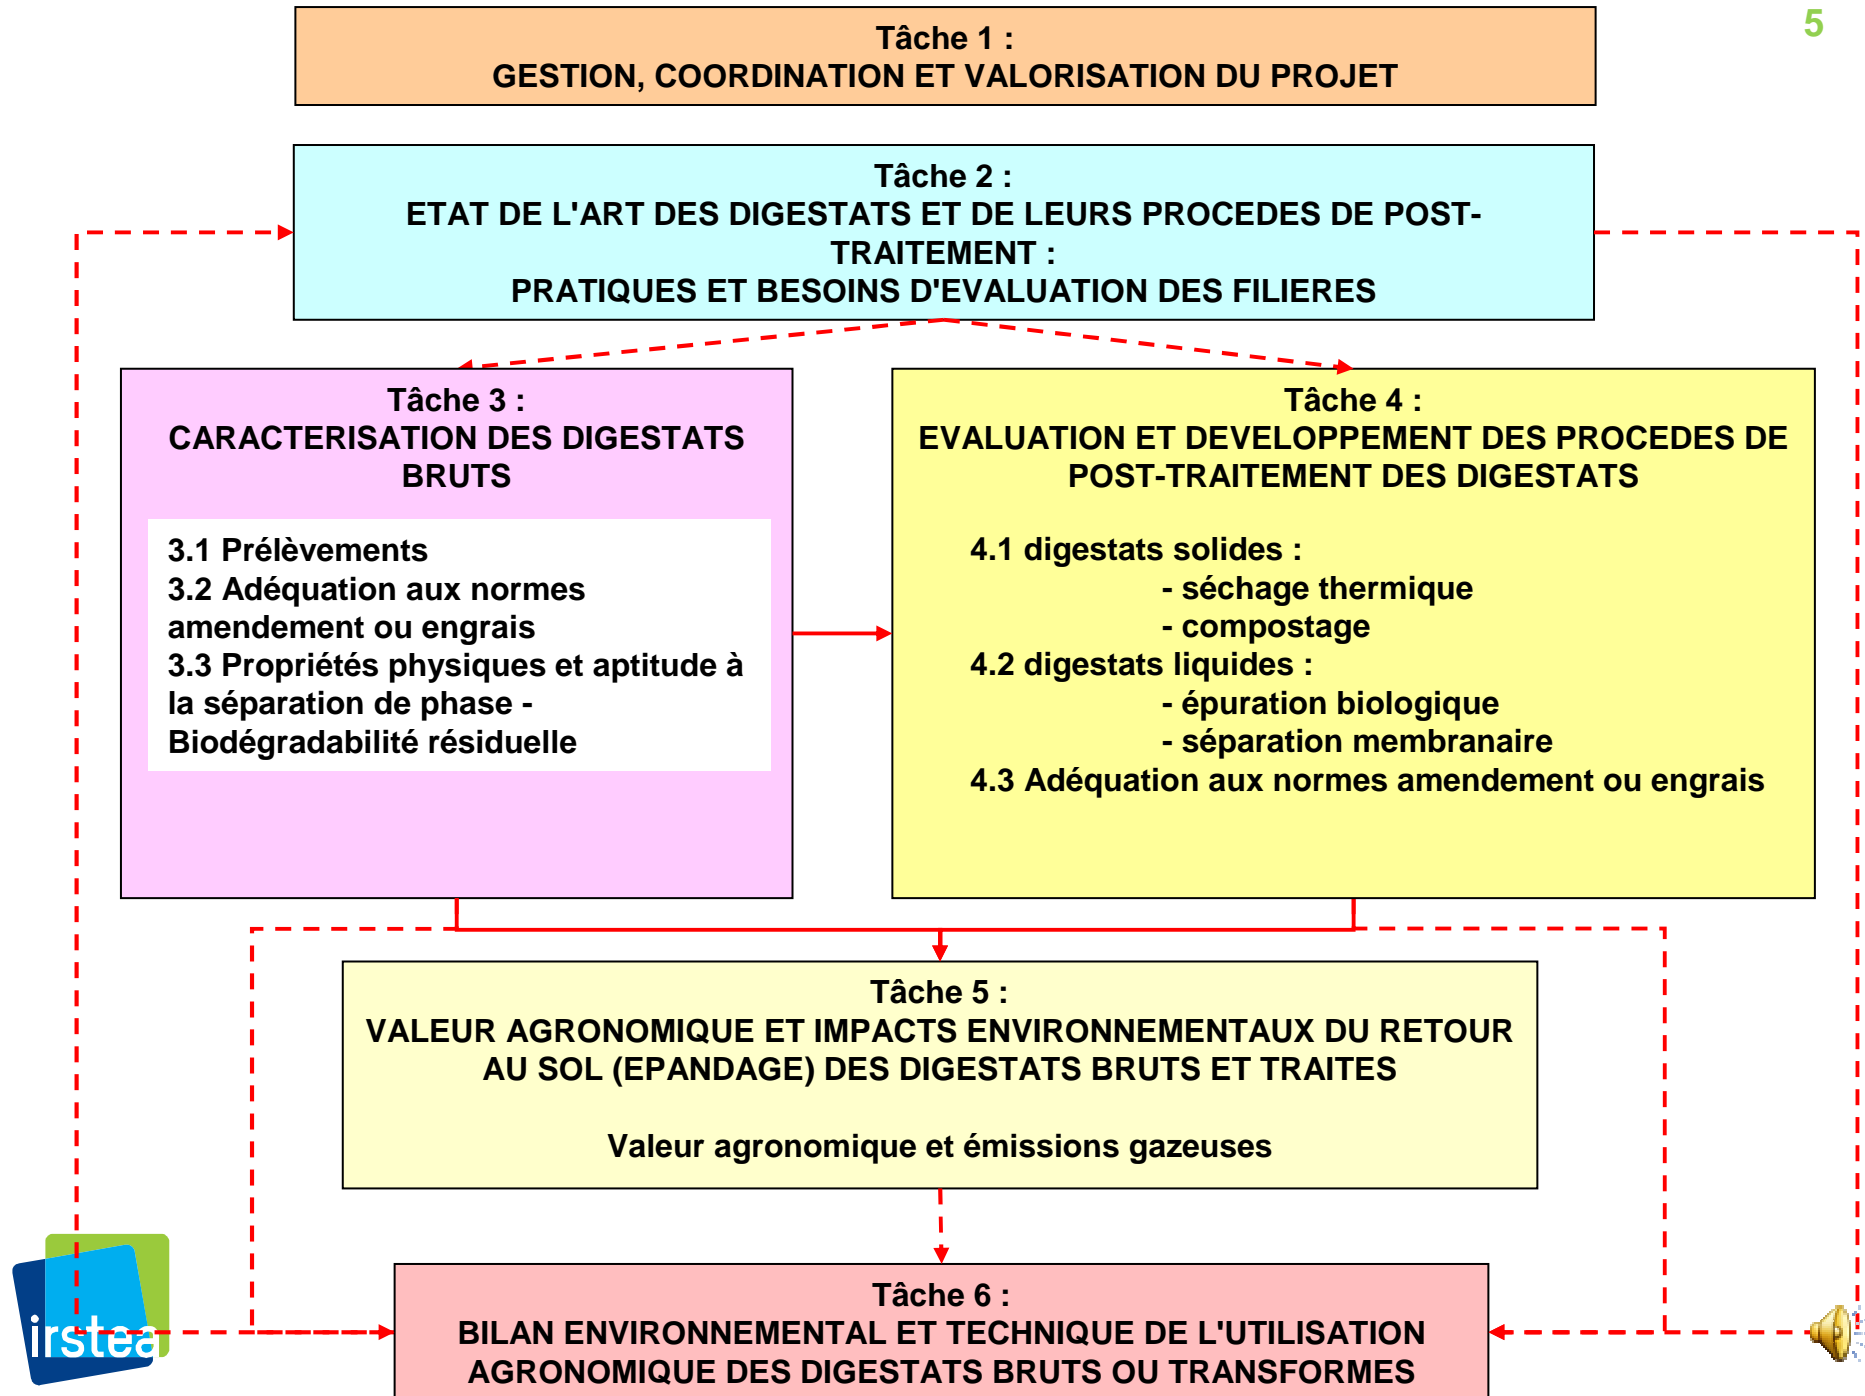 5
Tâche 1 :
GESTION, COORDINATION ET VALORISATION DU PROJET
Tâche 2 :
ETAT DE L'ART DES DIGESTATS ET DE LEURS PROCEDES DE POST-
TRAITEMENT :
PRATIQUES ET BESOINS D'EVALUATION DES FILIERES
Tâche 3 :
CARACTERISATION DES DIGESTATS
BRUTS
3.1 Prélèvements
3.2 Adéquation aux normes
amendement ou engrais
3.3 Propriétés physiques et aptitude à
la séparation de phase -
Biodégradabilité résiduelle
Tâche 4 :
EVALUATION ET DEVELOPPEMENT DES PROCEDES DE
POST-TRAITEMENT DES DIGESTATS
4.1 digestats solides :
- séchage thermique
- compostage
4.2 digestats liquides :
- épuration biologique
- séparation membranaire
4.3 Adéquation aux normes amendement ou engrais
Tâche 5 :
VALEUR AGRONOMIQUE ET IMPACTS ENVIRONNEMENTAUX DU RETOUR
AU SOL (EPANDAGE) DES DIGESTATS BRUTS ET TRAITES
Valeur agronomique et émissions gazeuses
Tâche 6 :
BILAN ENVIRONNEMENTAL ET TECHNIQUE DE L'UTILISATION
AGRONOMIQUE DES DIGESTATS BRUTS OU TRANSFORMES
irstea